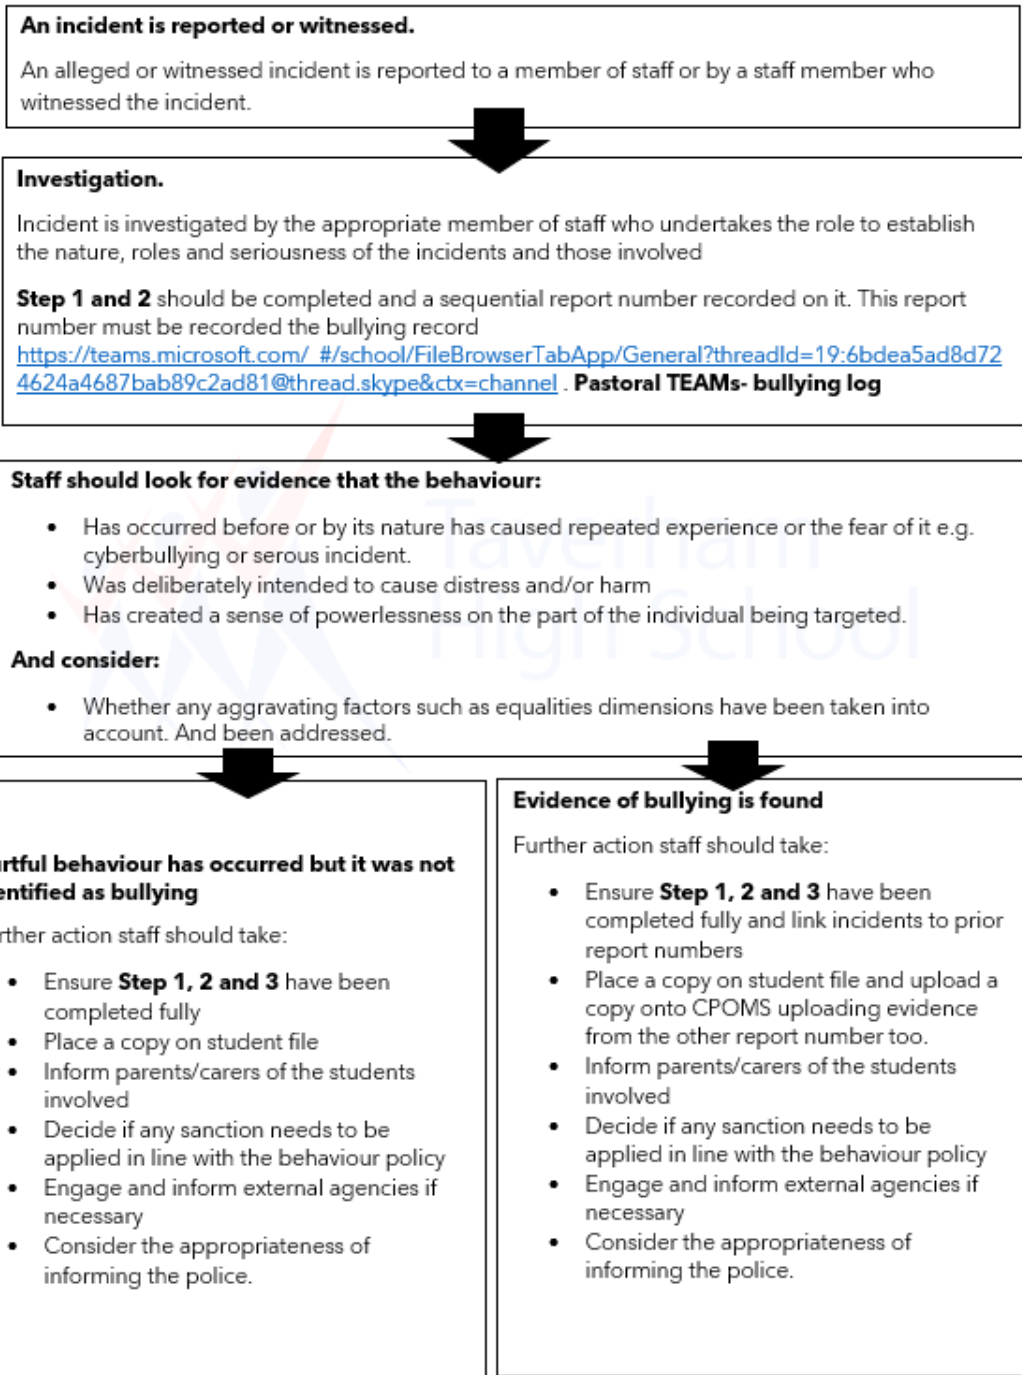 An incident is reported or witnessed.
An alleged or witnessed incident is reported to a member of staff or by a staff member who
witnessed the incident.
Investigation.
Incident is investigated by the appropriate member of staff who undertakes the role to establish
the nature, roles and seriousness of the incidents and those involved
Step 1 and 2 should be completed and a sequential report number recorded on it. This report
number must be recorded the bullying record
https://teams.microsoft.com/_#/school/FileBrowserTabApp/General?threadId=19:6bdea5ad8d72
4624a4687bab89c2ad81@thread.skype&ctx=channel . Pastoral TEAMs- bullying log
Staff should look for evidence that the behaviour:
• Has occurred before or by its nature has caused repeated experience or the fear of it e.g.
cyberbullying or serous incident.
• Was deliberately intended to cause distress and/or harm
• Has created a sense of powerlessness on the part of the individual being targeted.
And consider:
• Whether any aggravating factors such as equalities dimensions have been taken into
account. And been addressed.
Taverham
High School
urtful behaviour has occurred but it was not
entified as bullying
rther action staff should take:
• Ensure Step 1, 2 and 3 have been
completed fully
• Place a copy on student file
• Inform parents/carers of the students
involved
• Decide if any sanction needs to be
applied in line with the behaviour policy
• Engage and inform external agencies if
necessary
• Consider the appropriateness of
informing the police.
Evidence of bullying is found
Further action staff should take:
• Ensure Step 1, 2 and 3 have been
completed fully and link incidents to prior
report numbers
• Place a copy on student file and upload a
copy onto CPOMS uploading evidence
from the other report number too.
• Inform parents/carers of the students
involved
• Decide if any sanction needs to be
applied in line with the behaviour policy
• Engage and inform external agencies if
necessary
• Consider the appropriateness of
informing the police.